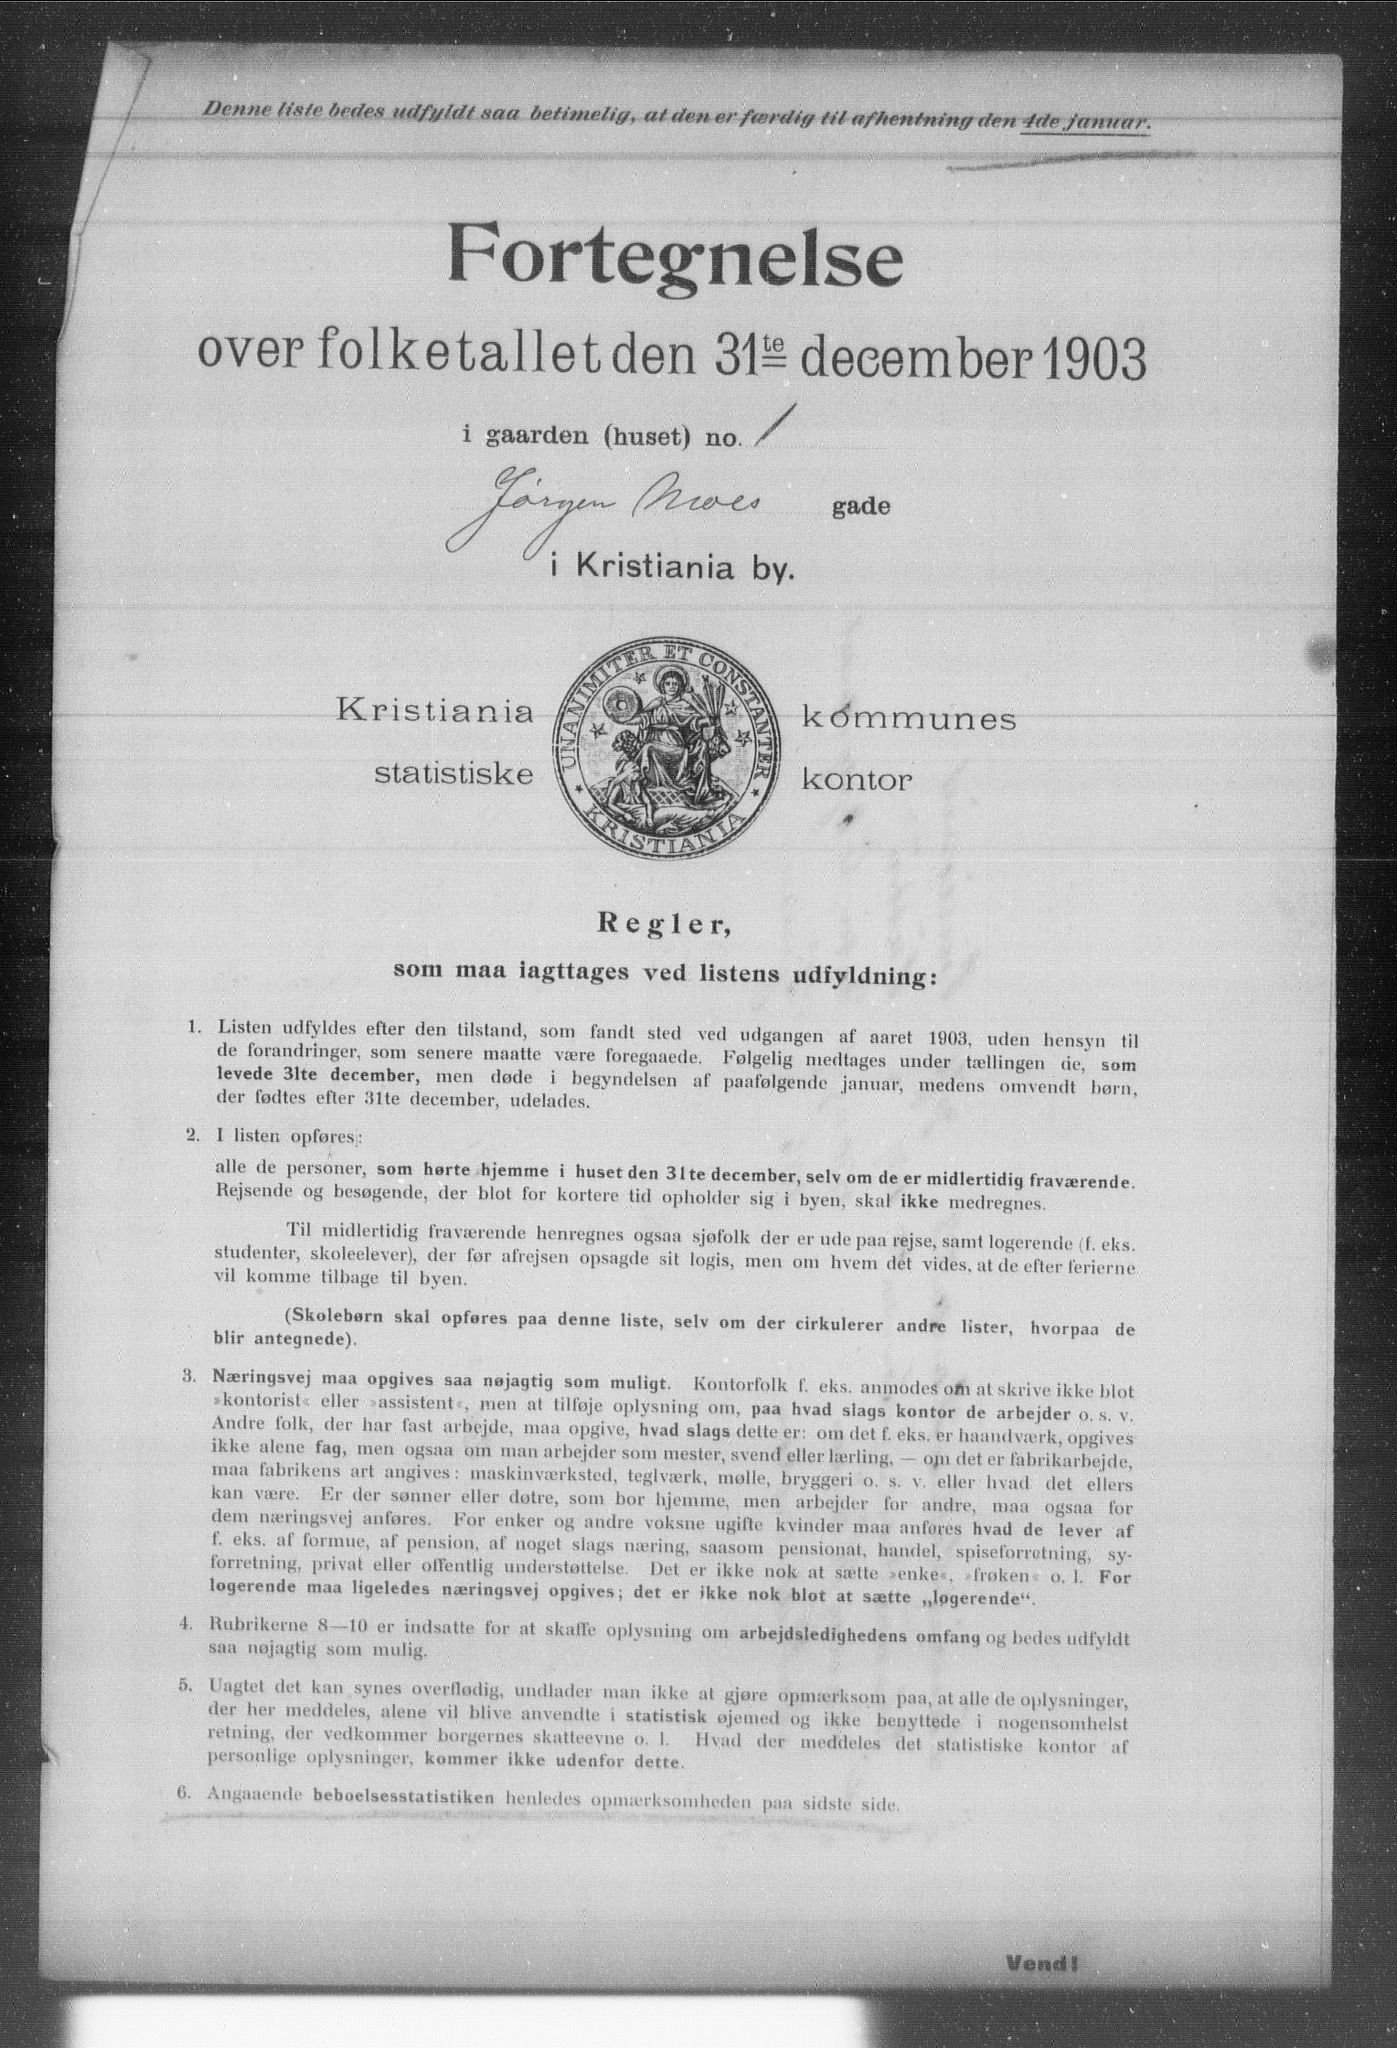 Denne liste bedes udfyldt saa betimelig, at den er færdig til afhentning den 4de januar.
Fortegnelse
over folketallet den 31te december 1903
i gaarden (huset) no. 1
Jørgen Moes gade
i Kristiania by.
Kristiania kommunes
statistiske kontor
UNANIMITER ET CONSTANTER
KRISTIANIA
Regler,
som maa iagttages ved listens udfyldning:
1. Listen udfyldes efter den tilstand, som fandt sted ved udgangen af aaret 1903, uden hensyn til
de forandringer, som senere maatte være foregaaede. Følgelig medtages under tællingen de, som
levede 31te december, men døde i begyndelsen af paafølgende januar, medens omvendt børn,
der fødtes efter 31te december, udelades.
2. I listen opføres:
alle de personer, som hørte hjemme i huset den 31te december, selv om de er midlertidig fraværende.
Rejsende og besøgende, der blot for kortere tid opholder sig i byen, skal ikke medregnes.
Til midlertidig fraværende henregnes ogsaa sjøfolk der er ude paa rejse, samt logerende (f. eks.
studenter, skoleelever), der før afrejsen opsagde sit logis, men om hvem det vides, at de efter ferierne
vil komme tilbage til byen.
(Skolebørn skal opføres paa denne liste, selv om der cirkulerer andre lister, hvorpaa de
blir antegnede).
3. Næringsvej maa opgives saa nøjagtig som muligt. Kontorfolk f. eks. anmodes om at skrive ikke blot
»kontorist« eller »assistent«, men at tilføje oplysning om, paa hvad slags kontor de arbejder o. s. v.
Andre folk, der har fast arbejde, maa opgive, hvad slags dette er: om det f. eks. er haandværk, opgives
ikke alene fag, men ogsaa om man arbejder som mester, svend eller lærling, — om det er fabrikarbejde,
maa fabrikens art angives: maskinværksted, teglværk, mølle, bryggeri o. s. v. eller hvad det ellers
kan være. Er der sønner eller døtre, som bor hjemme, men arbejder for andre, maa ogsaa for
dem næringsvej anføres. For enker og andre voksne ugifte kvinder maa anføres hvad de lever af
f. eks. af formue, af pension, af noget slags næring, saasom pensionat, handel, spiseforretning, sy-
forretning, privat eller offentlig understøttelse. Det er ikke nok at sætte »enke«, »frøken« o. l. For
logerende maa ligeledes næringsvej opgives; det er ikke nok blot at sætte „løgerende“.
4. Rubrikerne 8—10 er indsatte for at skaffe oplysning om arbejdsledighedens omfang og bedes udfyldt
saa nøjagtig som mulig.
5. Uagtet det kan synes overflødig, undlader man ikke at gjøre opmærksom paa, at alle de oplysninger,
der her meddeles, alene vil blive anvendte i statistisk øjemed og ikke benyttede i nogensomhelst
retning, der vedkommer borgernes skatteevne o. l. Hvad der meddeles det statistiske kontor af
personlige oplysninger, kommer ikke udenfor dette.
6. Angaaende beboelsesstatistiken henledes opmærksomheden paa sidste side.
Vend!